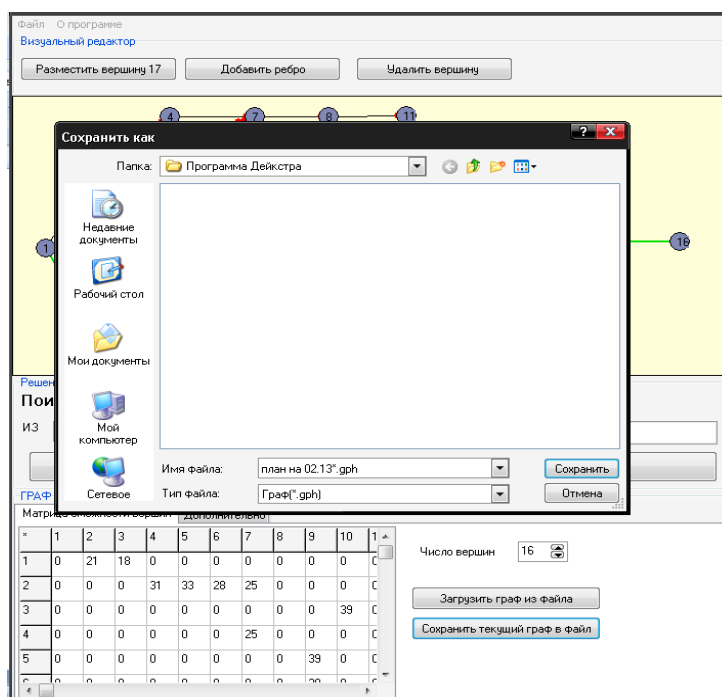 Файл О программе
Визуальный редактор
Разместить вершину 17 Добавить ребро Удалить вершину
4 7 8 11
Сохранить как
Папка: Программа Дейкстра
Недавние документы
1 16
Рабочий стол
Мои документы
Решен
Пои
ИЗ
Мой компьютер
Имя файла: план на 02.13*.gph Сохранить
Сетевое Тип файла: Граф(*.gph) Отмена
ГРАФ
Матрица смежности вершин Дополнительно
* 1 2 3 4 5 6 7 8 9 10 1
1 0 21 18 0 0 0 0 0 0 0
2 0 0 0 31 33 28 25 0 0 0
3 0 0 0 0 0 0 0 0 0 39
4 0 0 0 0 0 0 25 0 0 0
5 0 0 0 0 0 0 0 0 39 0
Число вершин 16
Загрузить граф из файла
Сохранить текущий граф в файл